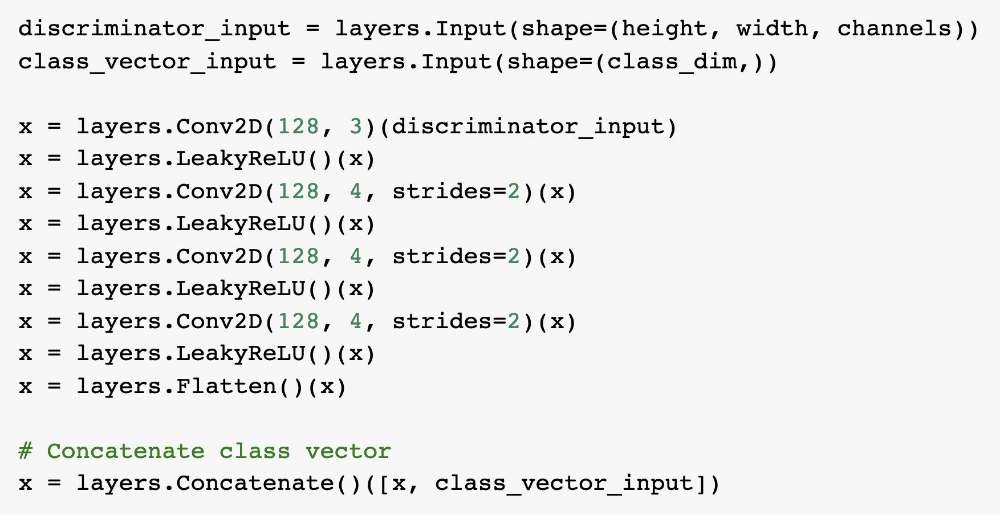 discriminator_input = layers.Input(shape=(height, width, channels))
class_vector_input = layers.Input(shape=(class_dim,))
x = layers.Conv2D(128, 3)(discriminator_input)
x = layers.LeakyReLU()(x)
x = layers.Conv2D(128, 4, strides=2)(x)
x = layers.LeakyReLU()(x)
x = layers.Conv2D(128, 4, strides=2)(x)
x = layers.LeakyReLU()(x)
x = layers.Conv2D(128, 4, strides=2)(x)
x = layers.LeakyReLU()(x)
x = layers.Flatten()(x)
# Concatenate class vector
x = layers.Concatenate()([x, class_vector_input])